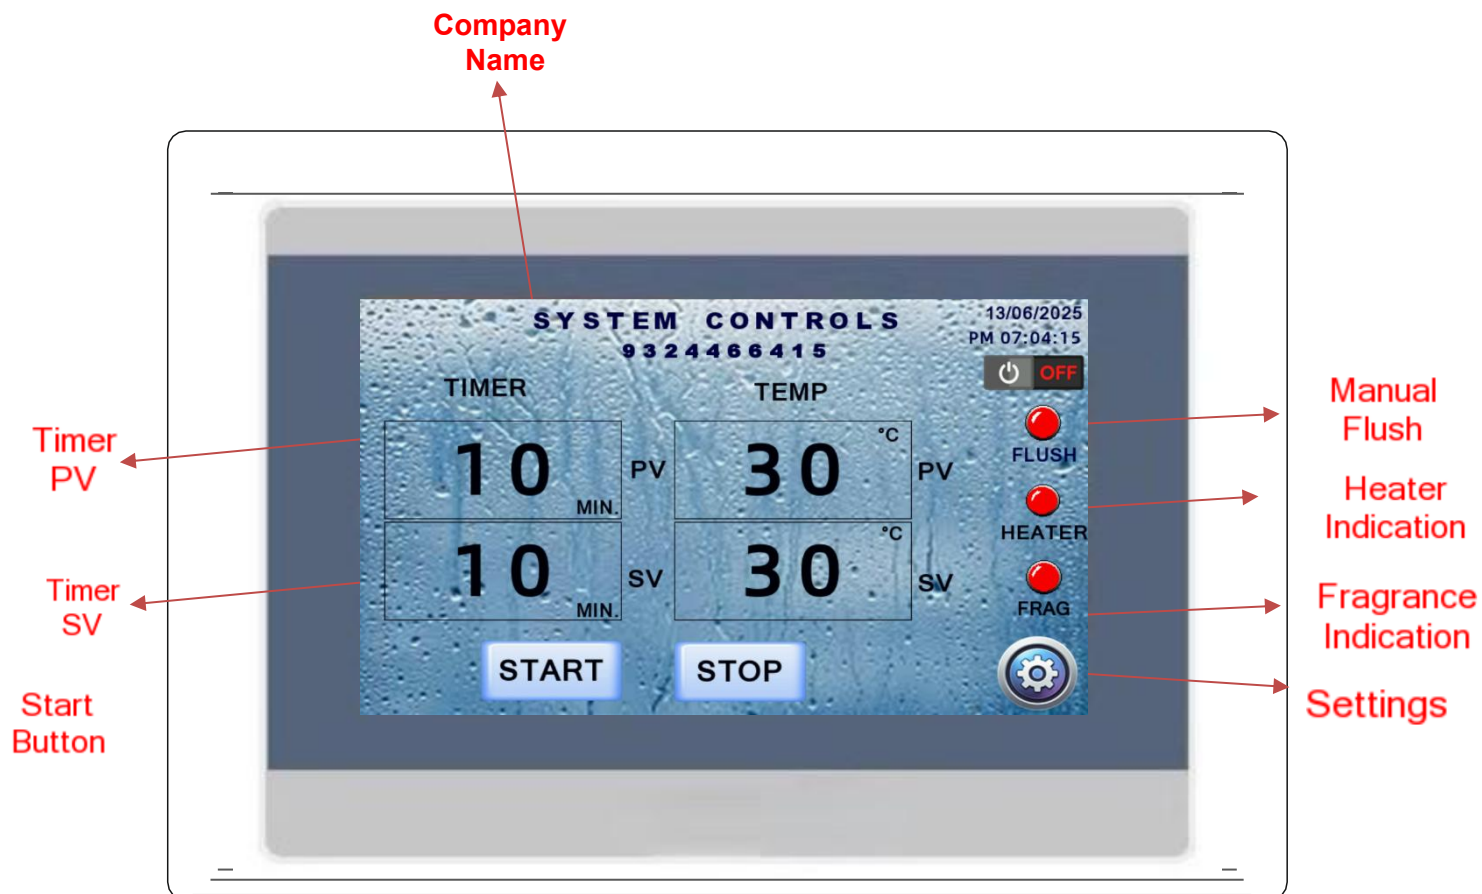 Company
Name
SYSTEM CONTROLS
9324466415
13/06/2025
PM 07:04:15
OFF
TIMER
TEMP
10
MIN.
PV
30
°C
PV
FLUSH
10
MIN.
SV
30
°C
SV
HEATER
FRAG
START
STOP
Timer
PV
Timer
SV
Start
Button
Manual
Flush
Heater
Indication
Fragrance
Indication
Settings